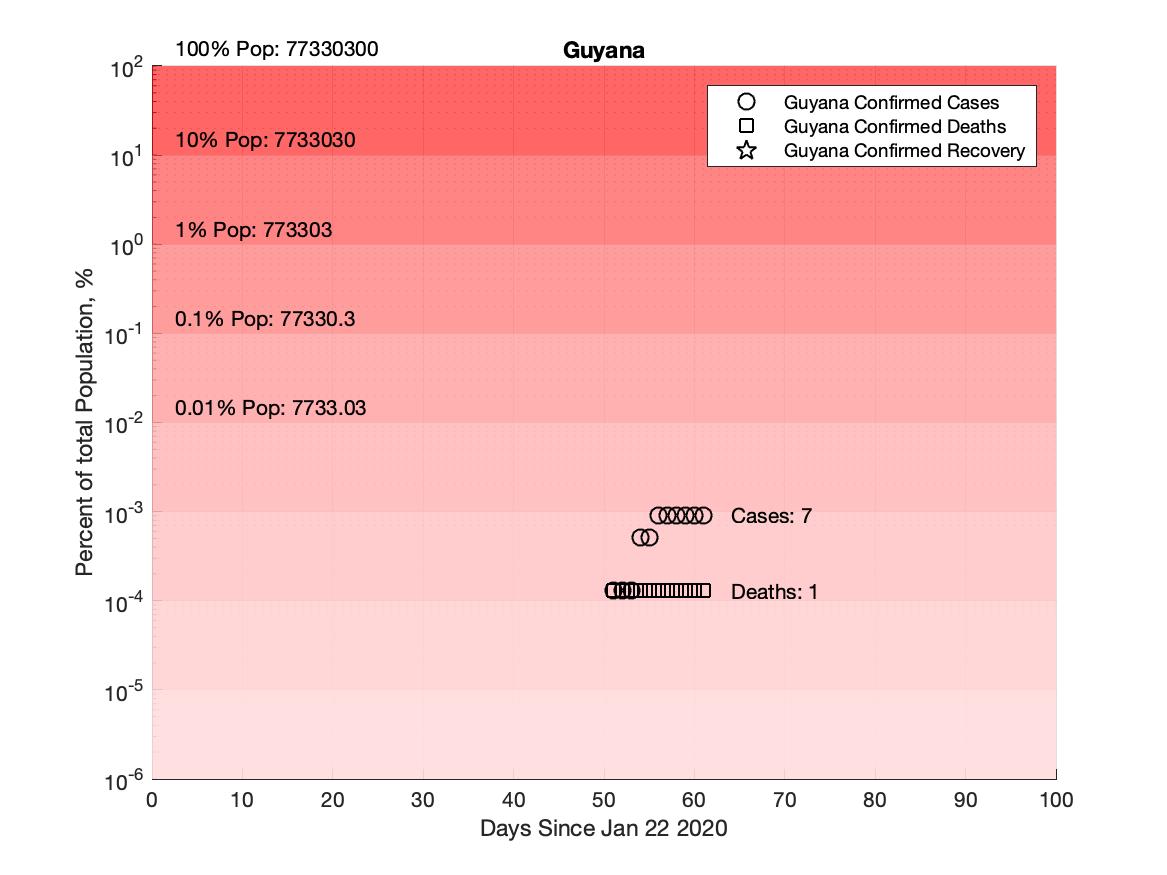 100% Pop: 77330300
Guyana
Guyana Confirmed Cases
Guyana Confirmed Deaths
Guyana Confirmed Recovery
10% Pop: 7733030
1% Pop: 773303
0.1% Pop: 77330.3
0.01% Pop: 7733.03
Cases: 7
Deaths: 1
10^2
10^1
10^0
10^-1
10^-2
10^-3
10^-4
10^-5
10^-6
Percent of total Population, %
0 10 20 30 40 50 60 70 80 90 100
Days Since Jan 22 2020